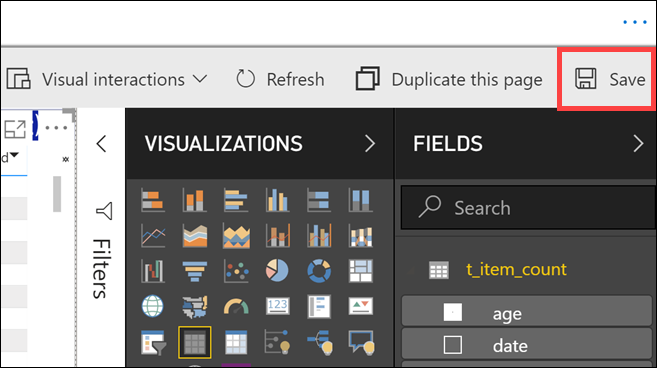 Visual interactions Refresh Duplicate this page Save
VISUALIZATIONS FIELDS
Search
Filters
t_item_count
123
age
date